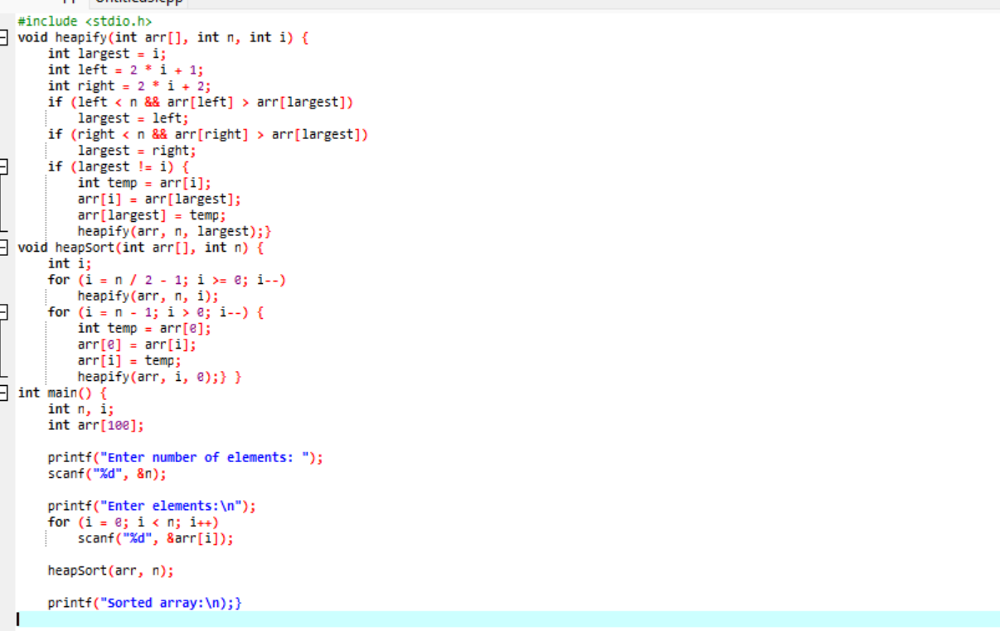 #include <stdio.h>
void heapify(int arr[], int n, int i) {
    int largest = i;
    int left = 2 * i + 1;
    int right = 2 * i + 2;
    if (left < n && arr[left] > arr[largest])
        largest = left;
    if (right < n && arr[right] > arr[largest])
        largest = right;
    if (largest != i) {
        int temp = arr[i];
        arr[i] = arr[largest];
        arr[largest] = temp;
        heapify(arr, n, largest);}
void heapSort(int arr[], int n) {
    int i;
    for (i = n / 2 - 1; i >= 0; i--)
        heapify(arr, n, i);
    for (i = n - 1; i > 0; i--) {
        int temp = arr[0];
        arr[0] = arr[i];
        arr[i] = temp;
        heapify(arr, i, 0);} }
int main() {
    int n, i;
    int arr[100];
    printf("Enter number of elements: ");
    scanf("%d", &n);
    printf("Enter elements:\n");
    for (i = 0; i < n; i++)
        scanf("%d", &arr[i]);
    heapSort(arr, n);
    printf("Sorted array:\n);}